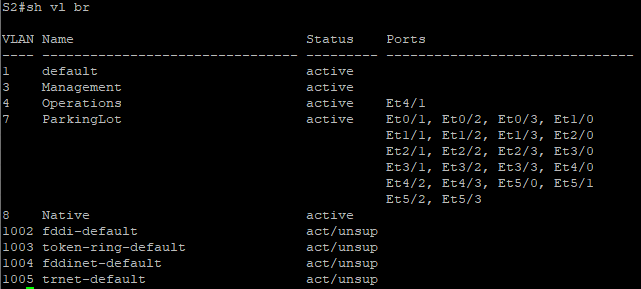 S2#sh vl br
VLAN Name                             Status    Ports
---- -------------------------------- --------- -------------------------------
1    default                          active
3    Management                       active
4    Operations                       active    Et4/1
7    ParkingLot                       active    Et0/1, Et0/2, Et0/3, Et1/0
                                                Et1/1, Et1/2, Et1/3, Et2/0
                                                Et2/1, Et2/2, Et2/3, Et3/0
                                                Et3/1, Et3/2, Et3/3, Et4/0
                                                Et4/2, Et4/3, Et5/0, Et5/1
                                                Et5/2, Et5/3
8    Native                           active
1002 fddi-default                     act/unsup
1003 token-ring-default               act/unsup
1004 fddinet-default                  act/unsup
1005 trnet-default                    act/unsup